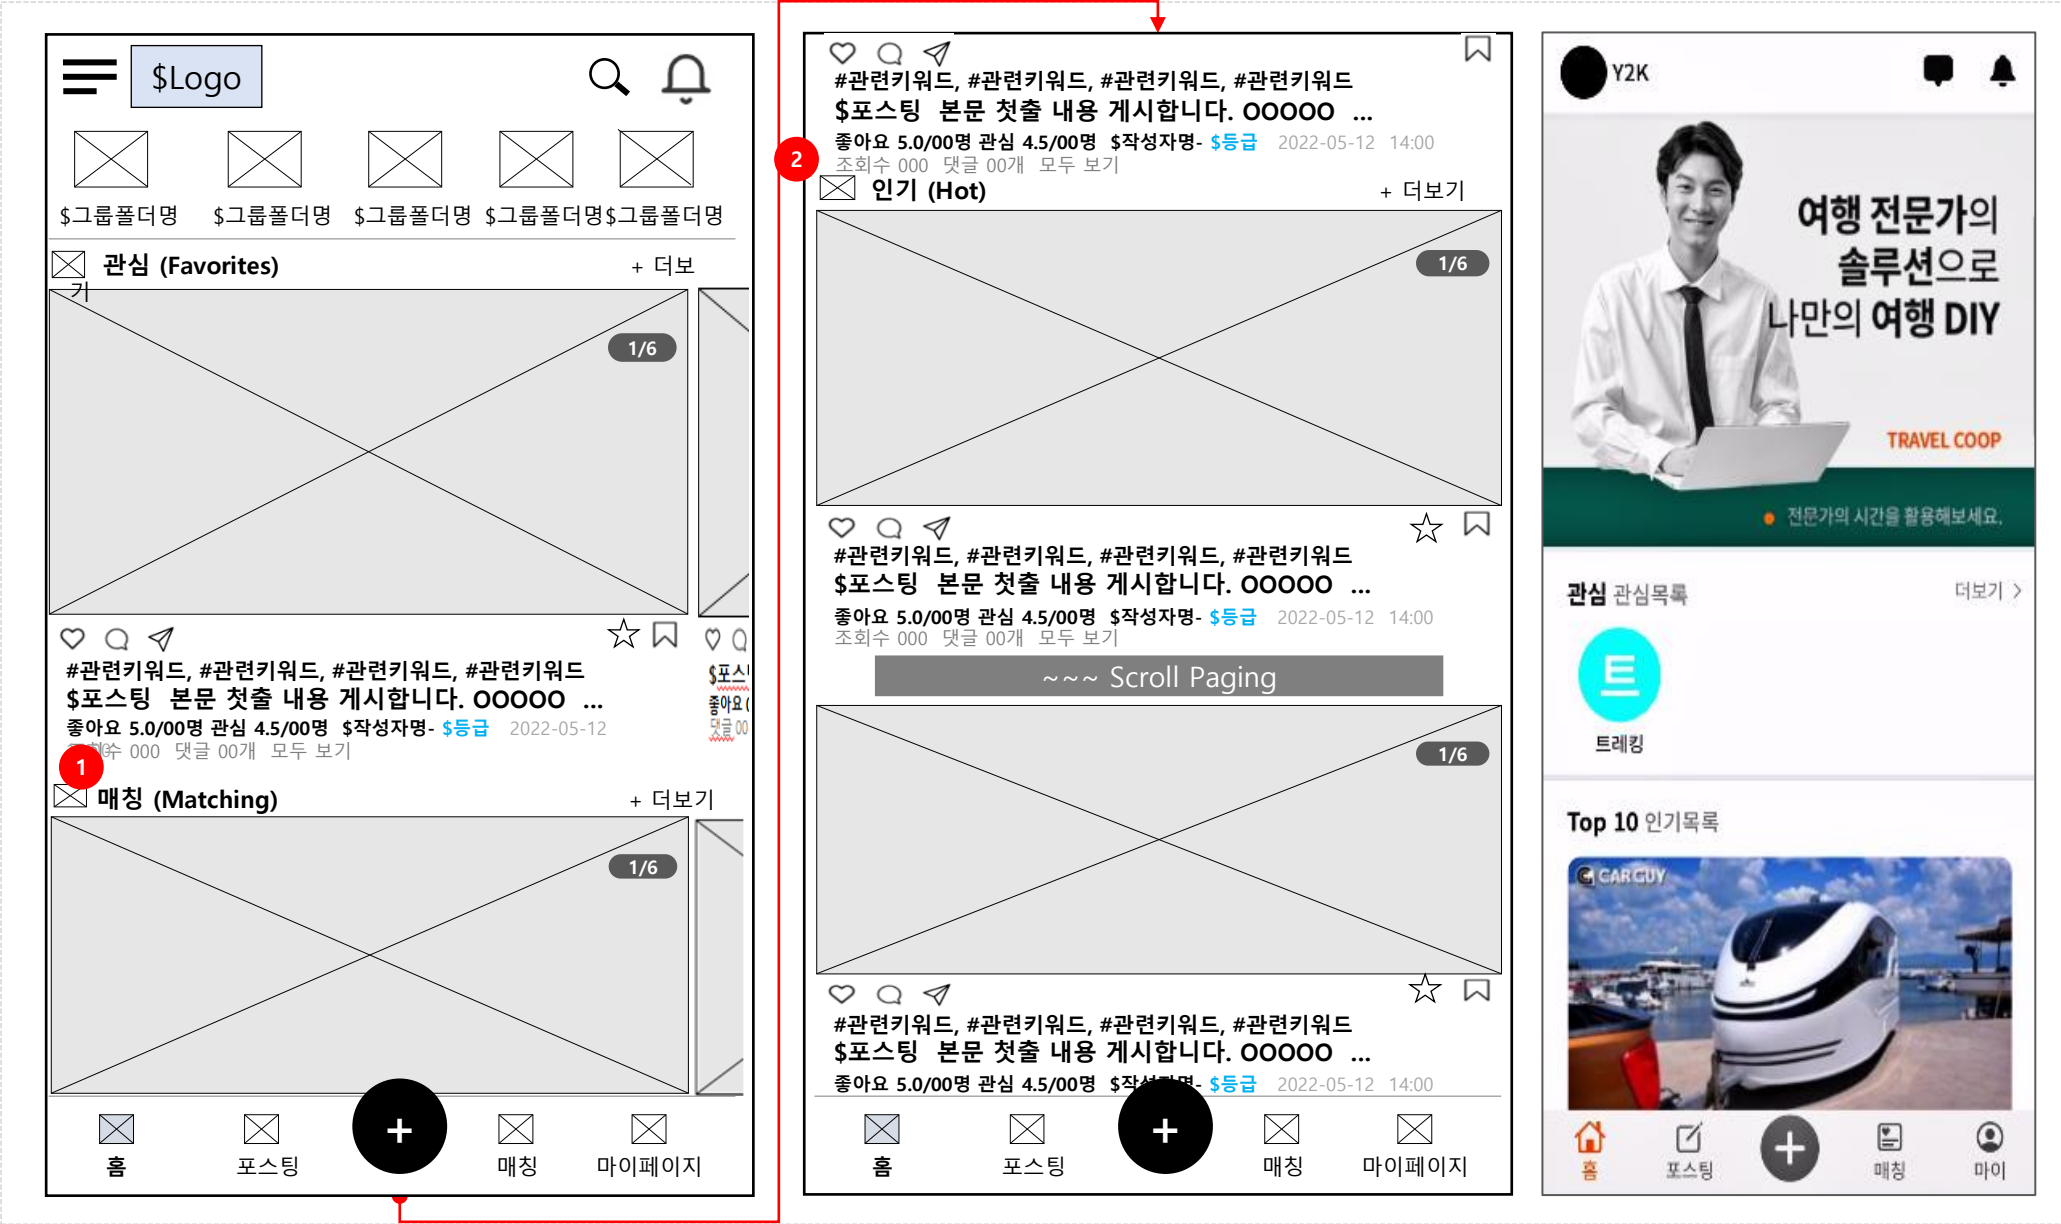 $Logo
$그룹폴더명 $그룹폴더명 $그룹폴더명 $그룹폴더명 $그룹폴더명
관심 (Favorites) + 더보
기
1/6
#관련키워드, #관련키워드, #관련키워드, #관련키워드
$포스팅 본문 첫출 내용 게시합니다. OOOOO ...
좋아요 5.0/00명 관심 4.5/00명 $작성자명- $등급 2022-05-12
수 000 댓글 00개 모두 보기
$포스
좋아요
댓글 00
1
매칭 (Matching) + 더보기
1/6
+
홈 포스팅 매칭 마이페이지
#관련키워드, #관련키워드, #관련키워드, #관련키워드
$포스팅 본문 첫출 내용 게시합니다. OOOOO ...
좋아요 5.0/00명 관심 4.5/00명 $작성자명- $등급 2022-05-12 14:00
2
조회수 000 댓글 00개 모두 보기
인기 (Hot) + 더보기
1/6
#관련키워드, #관련키워드, #관련키워드, #관련키워드
$포스팅 본문 첫출 내용 게시합니다. OOOOO ...
좋아요 5.0/00명 관심 4.5/00명 $작성자명- $등급 2022-05-12 14:00
조회수 000 댓글 00개 모두 보기
~~~ Scroll Paging
1/6
#관련키워드, #관련키워드, #관련키워드, #관련키워드
$포스팅 본문 첫출 내용 게시합니다. OOOOO ...
좋아요 5.0/00명 관심 4.5/00명 $작 명- $등급 2022-05-12 14:00
+
홈 포스팅 매칭 마이페이지
Y2K
여행 전문가의
솔루션으로
나만의 여행 DIY
TRAVEL COOP
전문가의 시간을 활용해보세요.
관심 관심목록 더보기 >
트
트레킹
Top 10 인기목록
CARGUY
+
홈 포스팅 매칭 마이